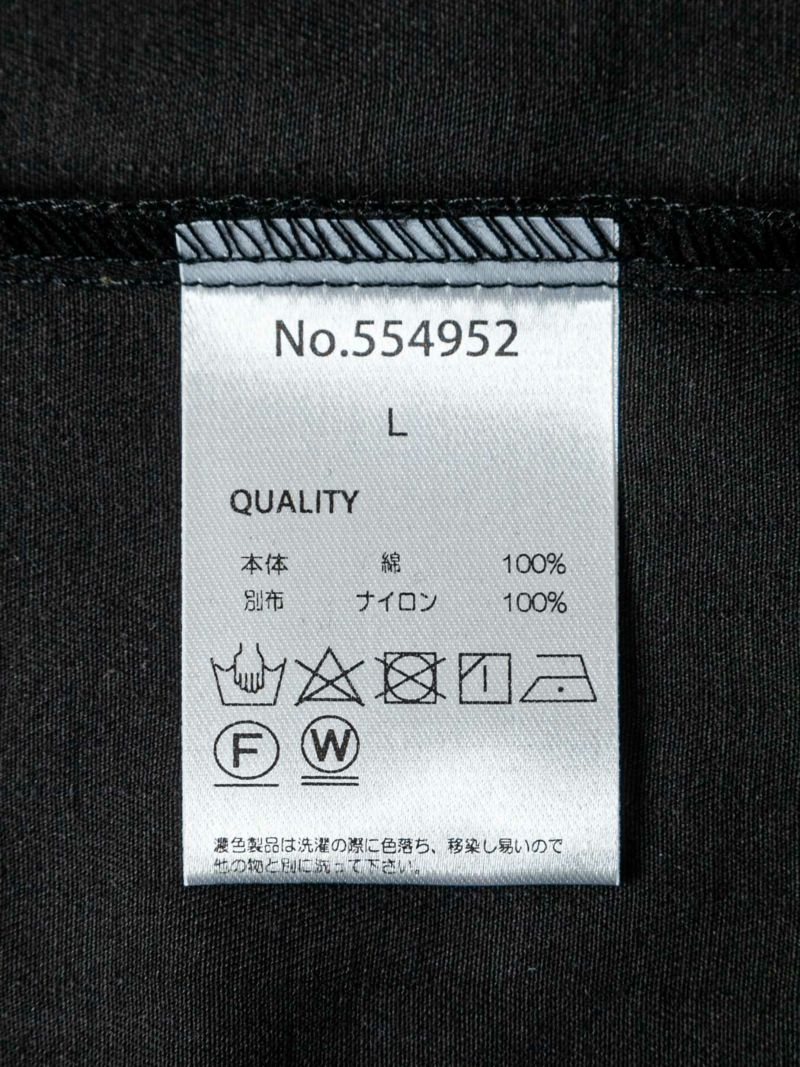 No.554952
L
QUALITY
本体 綿 100%
別布 ナイロン 100%
F W
濃色製品は洗濯の際に色落ち、移染し易いので
他の物と別に洗って下さい。